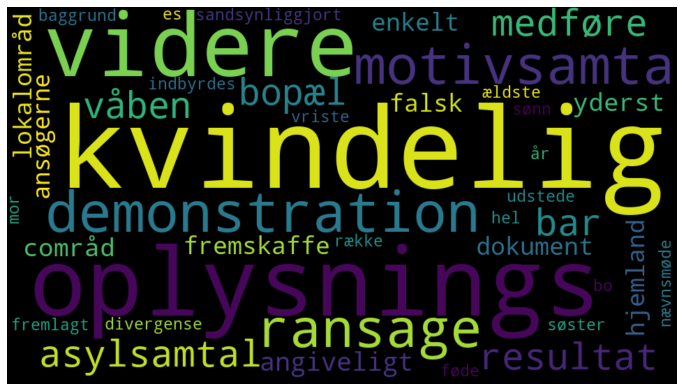 baggrund es sandsynliggjort enkelt medføre
videre motivsamta
lokalområd ansøgerne våben indbyrdes bopæl vriste falsk ældste sønn yderst
kvindelig
år
mor demonstration udstede hel bar
område række dokument hjemland nævnsmøde
cområd fremskaffe
oplysnings bo
fremlagt divergense ransage søster
asylsamtal angiveligt føde resultat